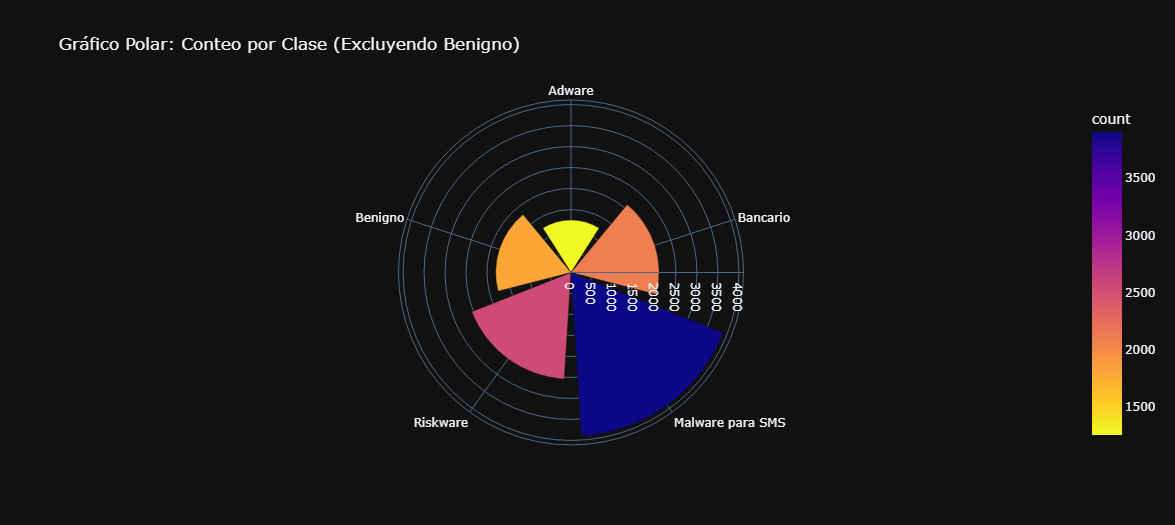 Gráfico Polar: Conteo por Clase (Excluyendo Benigno)
Adware
Bancario
Malware para SMS
Riskware
Benigno
0
500
1000
1500
2000
2500
3000
3500
4000
count
3500
3000
2500
2000
1500